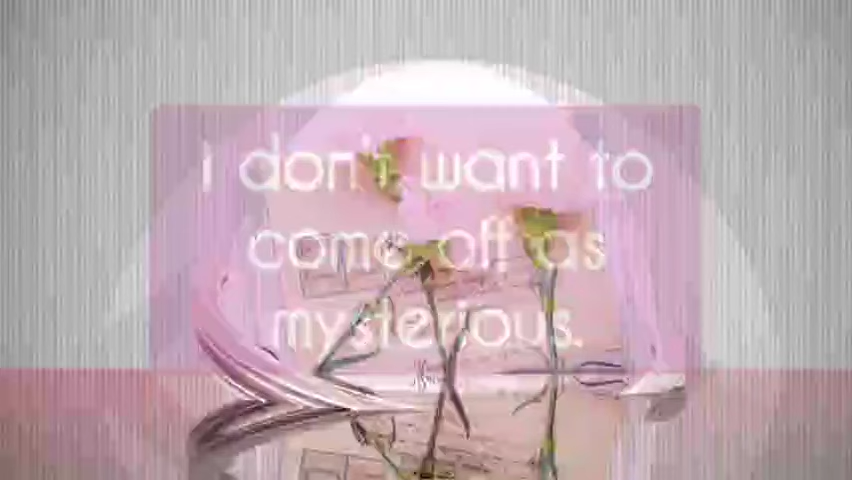 i don't want to
come off as
mysterious.